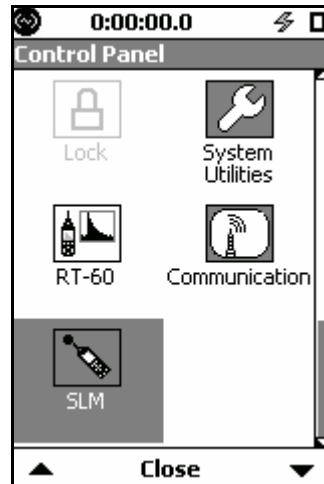 0:00:00.0
Control Panel
Lock
System
Utilities
RT-60
Communication
SLM
Close